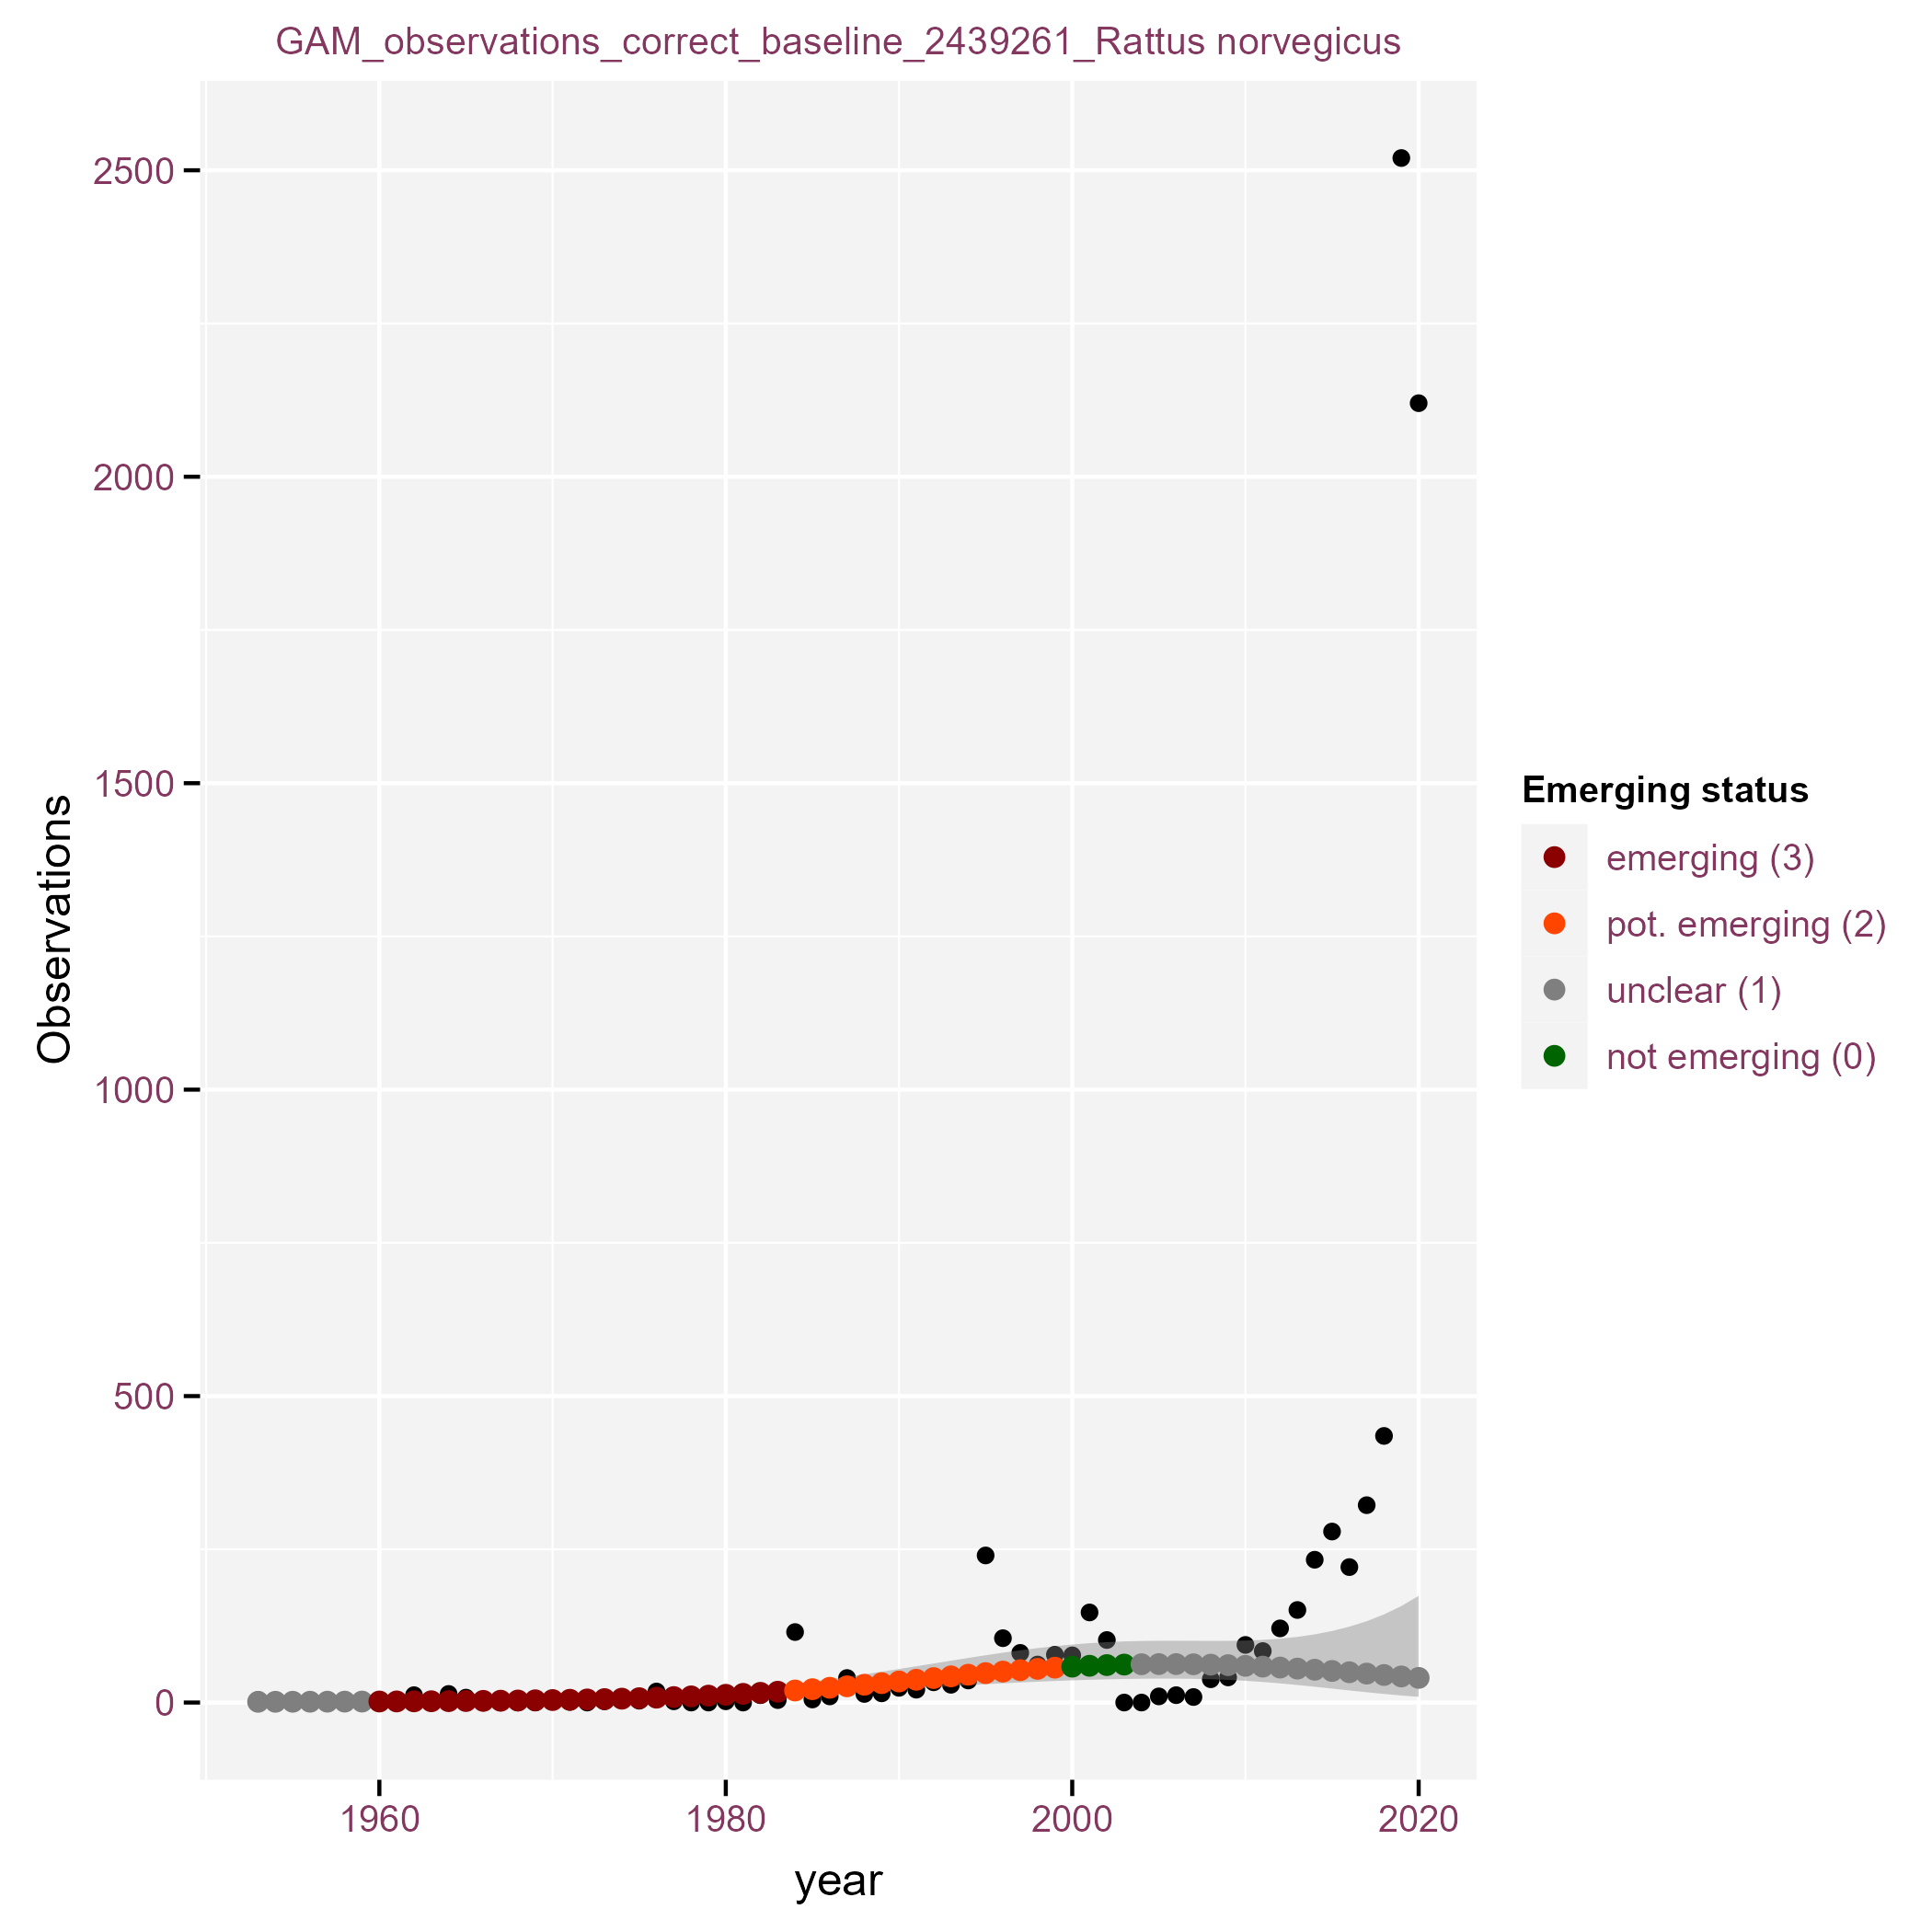 GAM_observations_correct_baseline_2439261_Rattus norvegicus
2500
2000
1500
1000
500
0
Observations
1960
1980
2000
2020
year
Emerging status
emerging (3)
pot. emerging (2)
unclear (1)
not emerging (0)